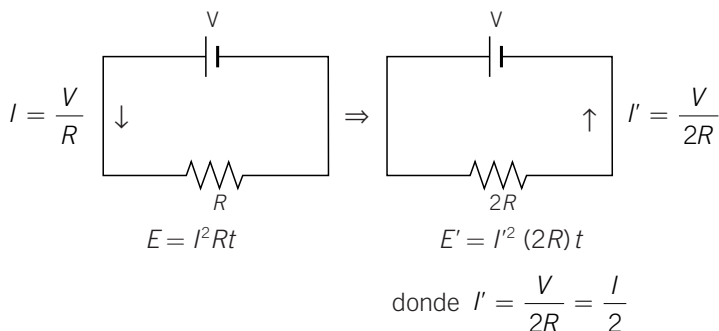 V V
I = V/R ↓ ⇒ ↑ I′ = V/2R
R 2R
E = I²Rt E′ = I′² (2R) t
donde I′ = V/2R = I/2